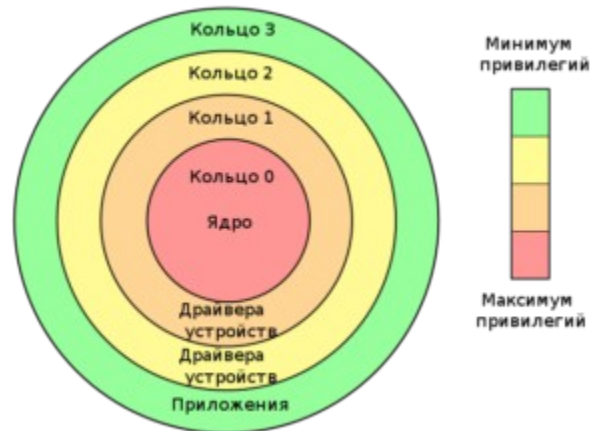 Кольцо 3
Кольцо 2
Кольцо 1
Кольцо 0
Ядро
Драйвера
устройств
Драйвера
устройств
Приложения
Минимум
привилегий
Максимум
привилегий